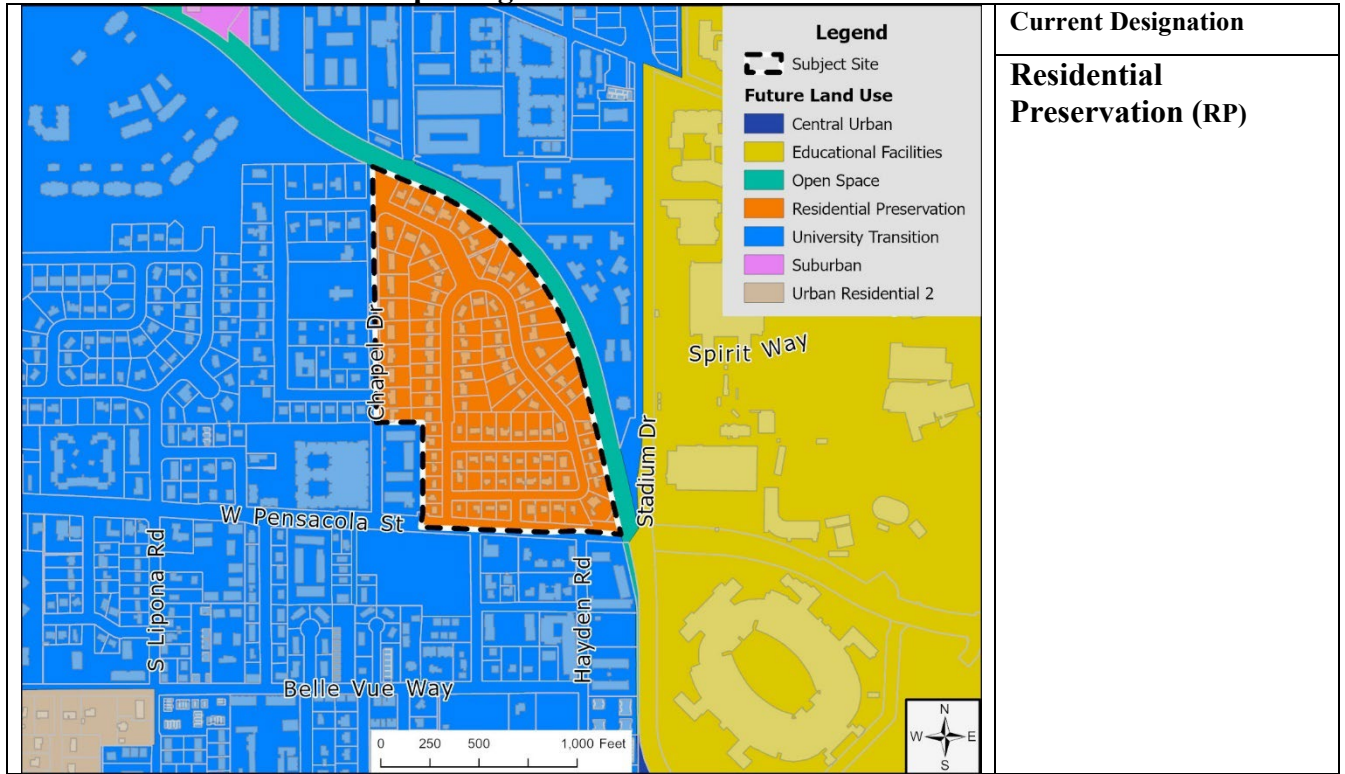 Legend
Subject Site
Future Land Use
Central Urban
Educational Facilities
Open Space
Residential Preservation
University Transition
Suburban
Urban Residential 2
Current Designation
Residential
Preservation (RP)
Chapel Dr
Spirit Way
Stadium Dr
W Pensacola St
S Lipona Rd
Hayden Rd
Belle Vue Way
0 250 500 1,000 Feet
N
W E
S